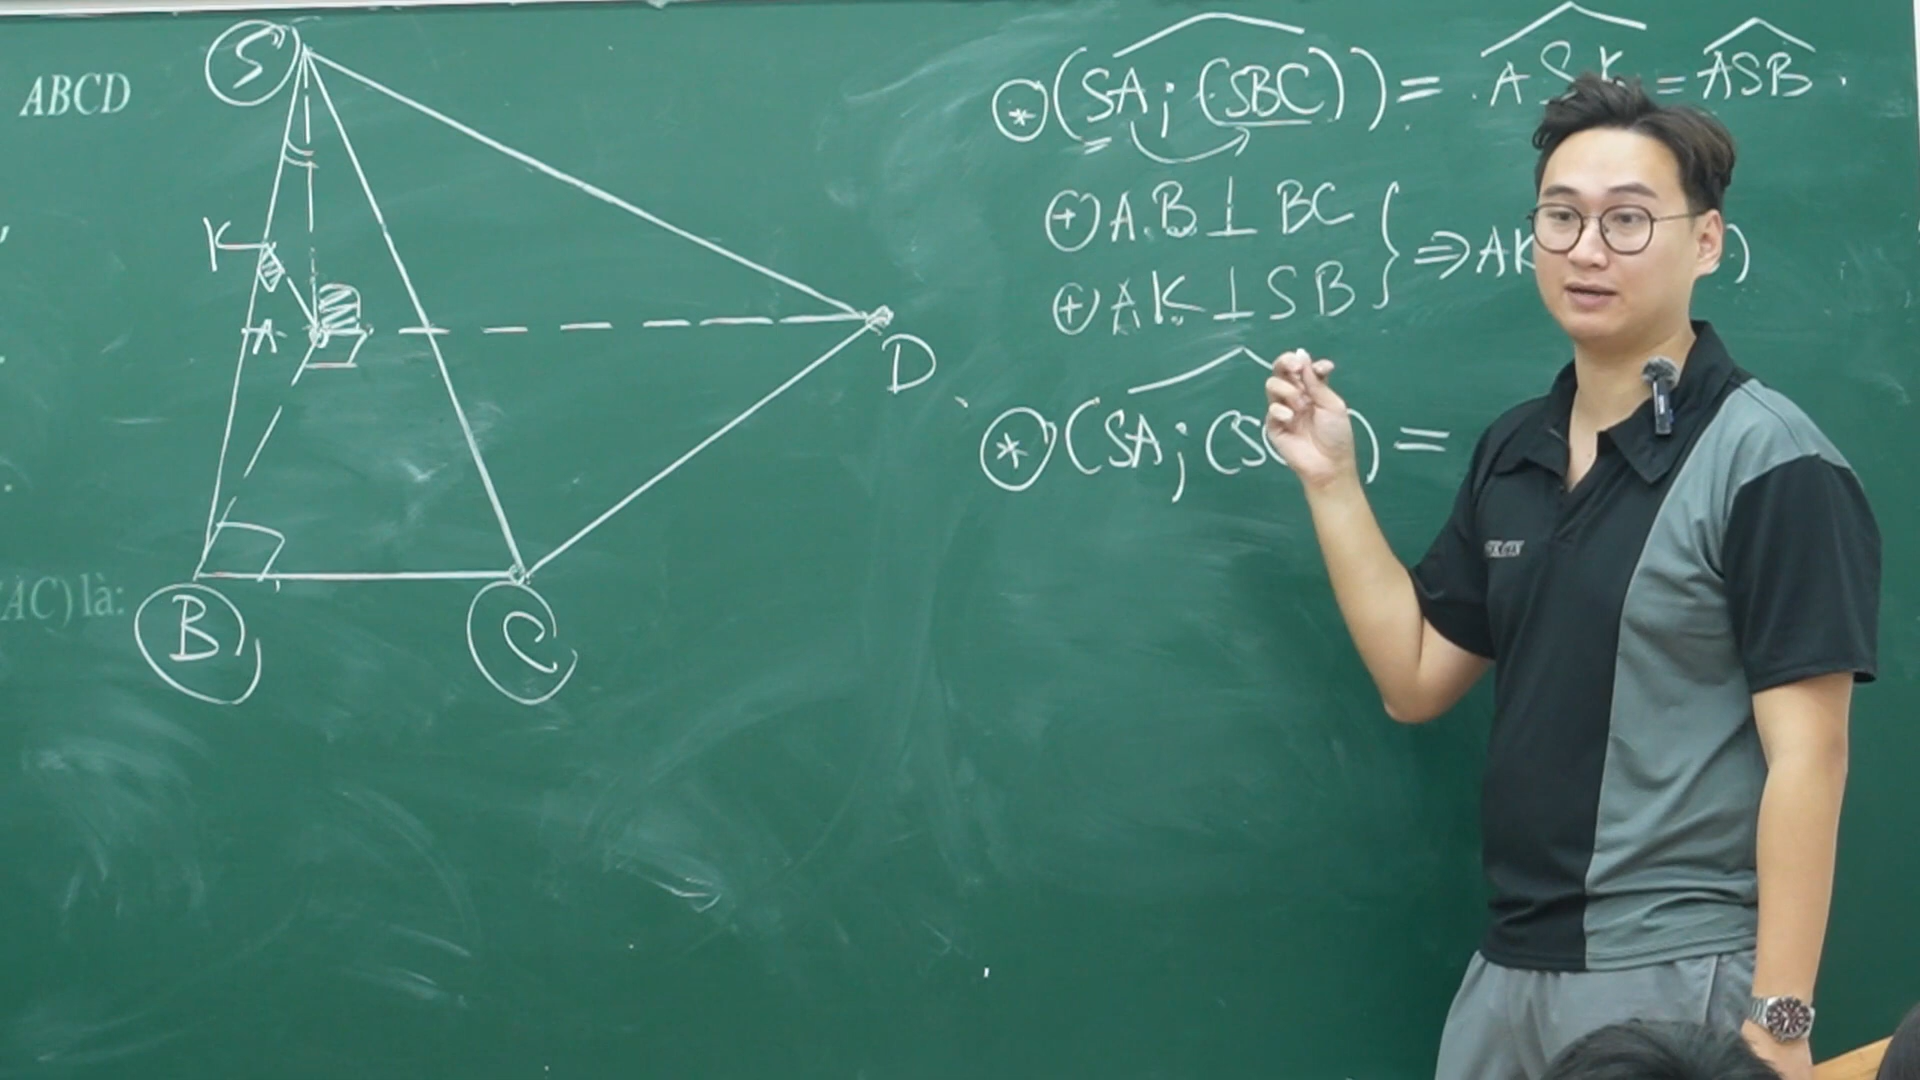 ABCD
S
K
A
D
B
C
AC) là:
* (SA; (SBC)) = ASK = ASB.
+ AB ⊥ BC
+ AK ⊥ SB } ⇒ AK )
* (SA; (S ) =